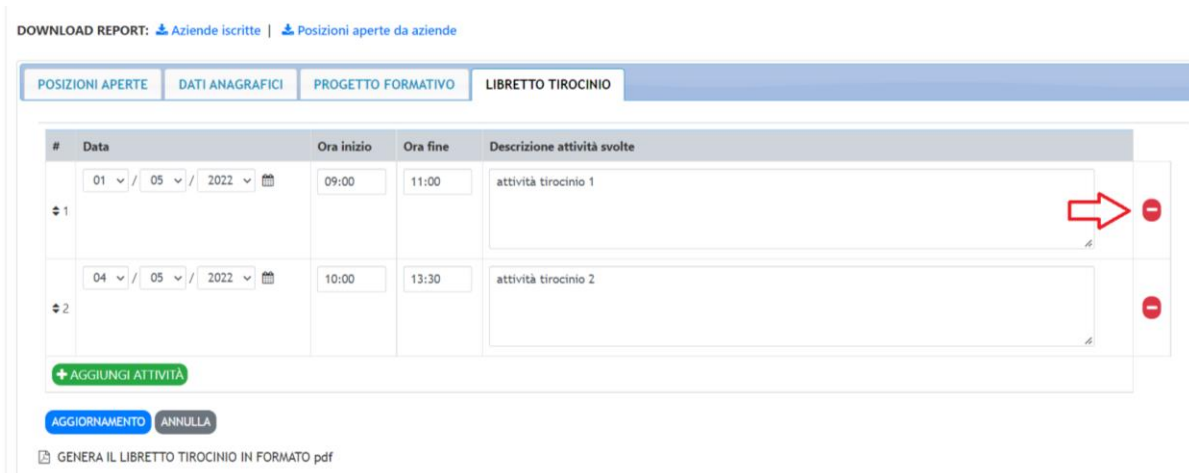 DOWNLOAD REPORT: Aziende iscritte | Posizioni aperte da aziende
POSIZIONI APERTE DATI ANAGRAFICI PROGETTO FORMATIVO LIBRETTO TIROCINIO
# Data Ora inizio Ora fine Descrizione attività svolte
1 01 / 05 / 2022 09:00 11:00 attività tirocinio 1
2 04 / 05 / 2022 10:00 13:30 attività tirocinio 2
+ AGGIUNGI ATTIVITÀ
AGGIORNAMENTO ANNULLA
GENERA IL LIBRETTO TIROCINIO IN FORMATO pdf